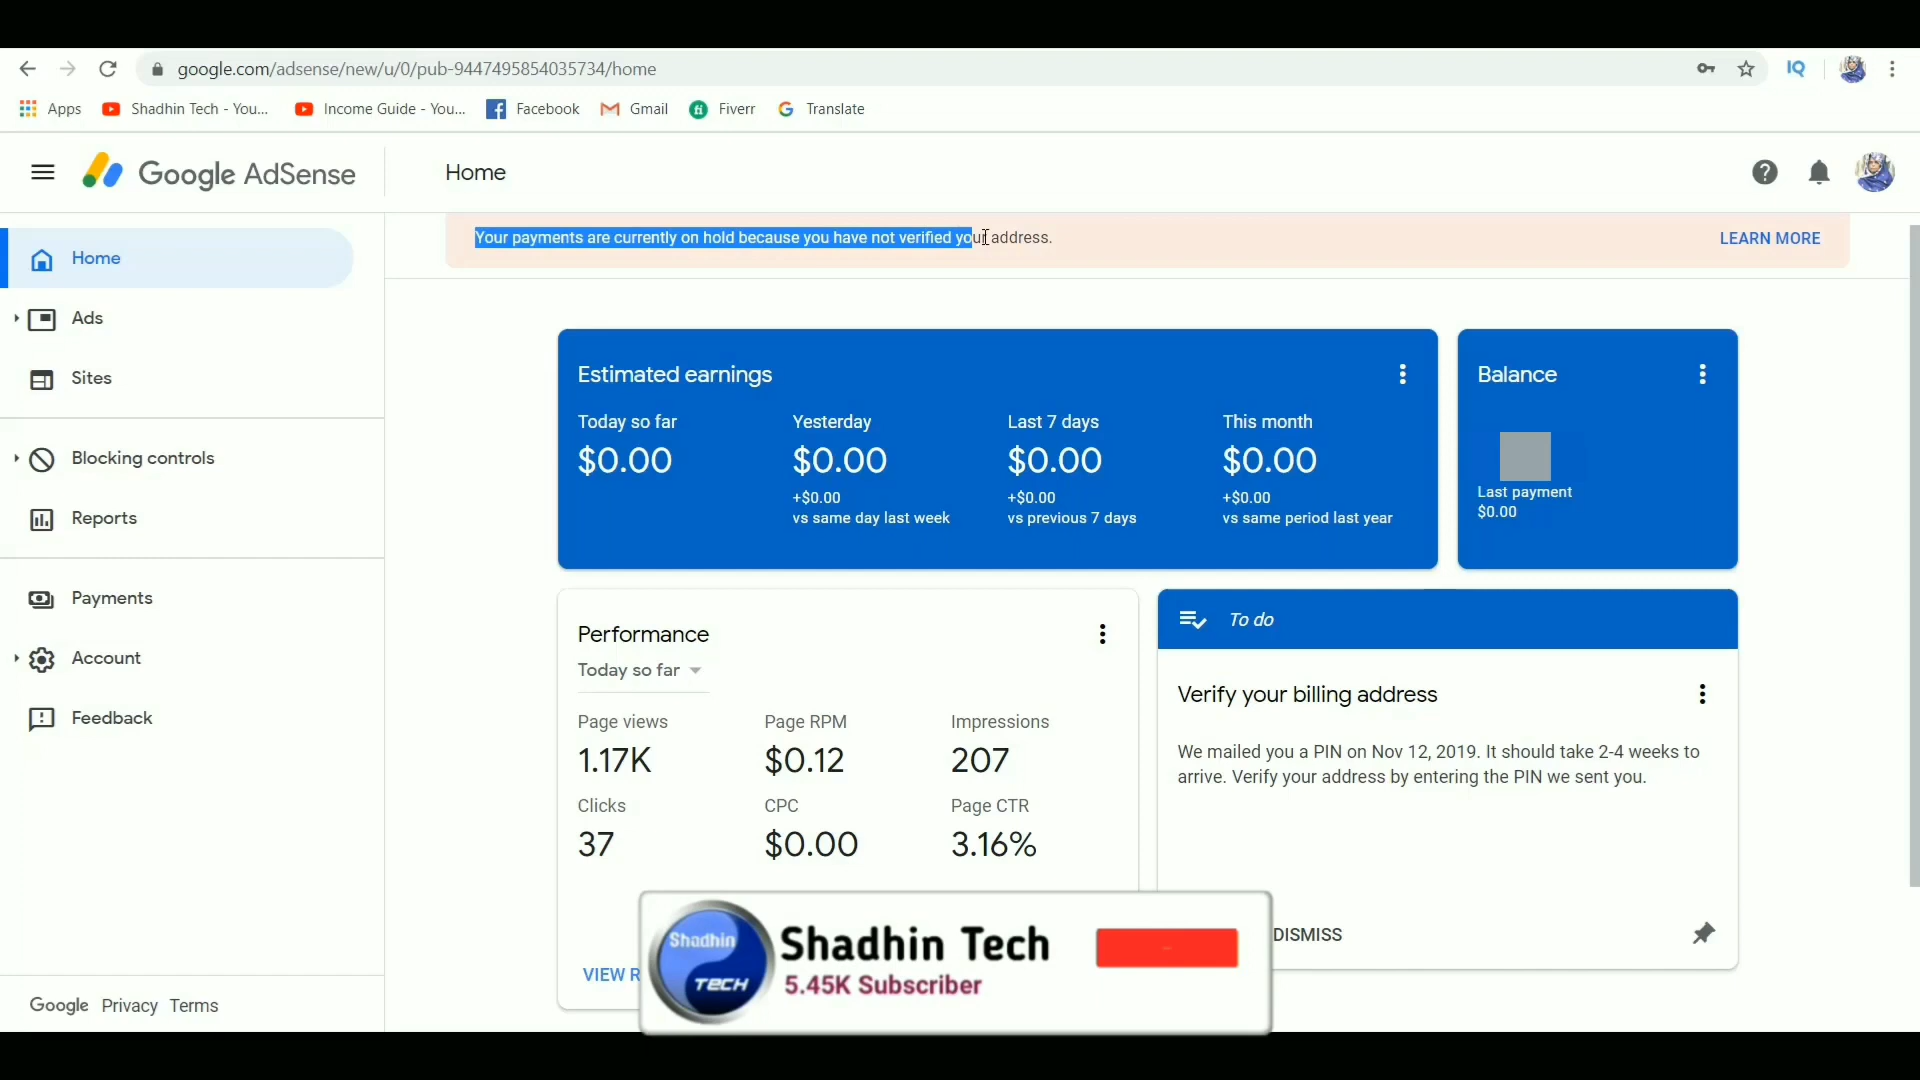 google.com/adsense/new/u/0/pub-9447495854035734/home
IQ
Apps
Shadhin Tech - You...
Income Guide - You...
Facebook
Gmail
Fiverr
Translate
Google AdSense
Home
Your payments are currently on hold because you have not verified your address.
LEARN MORE
Home
Ads
Sites
Blocking controls
Reports
Payments
Account
Feedback
Google Privacy Terms
Estimated earnings
Today so far
$0.00
Yesterday
$0.00
+$0.00
vs same day last week
Last 7 days
$0.00
+$0.00
vs previous 7 days
This month
$0.00
+$0.00
vs same period last year
Balance
Last payment
$0.00
Performance
Today so far
Page views
1.17K
Page RPM
$0.12
Impressions
207
Clicks
37
CPC
$0.00
Page CTR
3.16%
VIEW R
To do
Verify your billing address
We mailed you a PIN on Nov 12, 2019. It should take 2-4 weeks to
arrive. Verify your address by entering the PIN we sent you.
DISMISS
Shadhin
TECH
Shadhin Tech
5.45K Subscriber